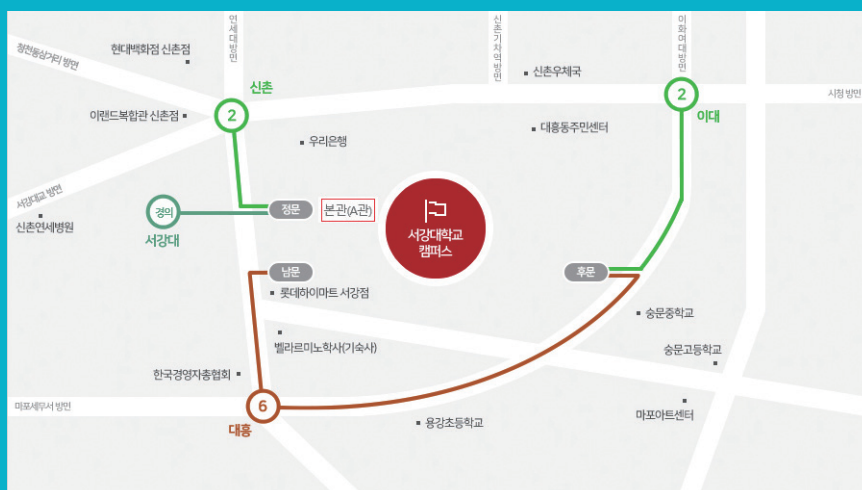 연세대방면
신촌기차역방면
이화여대방면
현대백화점 신촌점
정천동삼거리 방면
신촌우체국
신촌
2
2
시청 방면
이랜드복합관 신촌점
이대
대흥동주민센터
우리은행
서강대교 방면
경의
정문
본관(A관)
신촌연세병원
서강대
서강대학교
캠퍼스
남문
후문
롯데하이마트 서강점
숭문중학교
벨라르미노학사(기숙사)
숭문고등학교
한국경영자총협회
마포세무서 방면
6
대흥
용강초등학교
마포아트센터